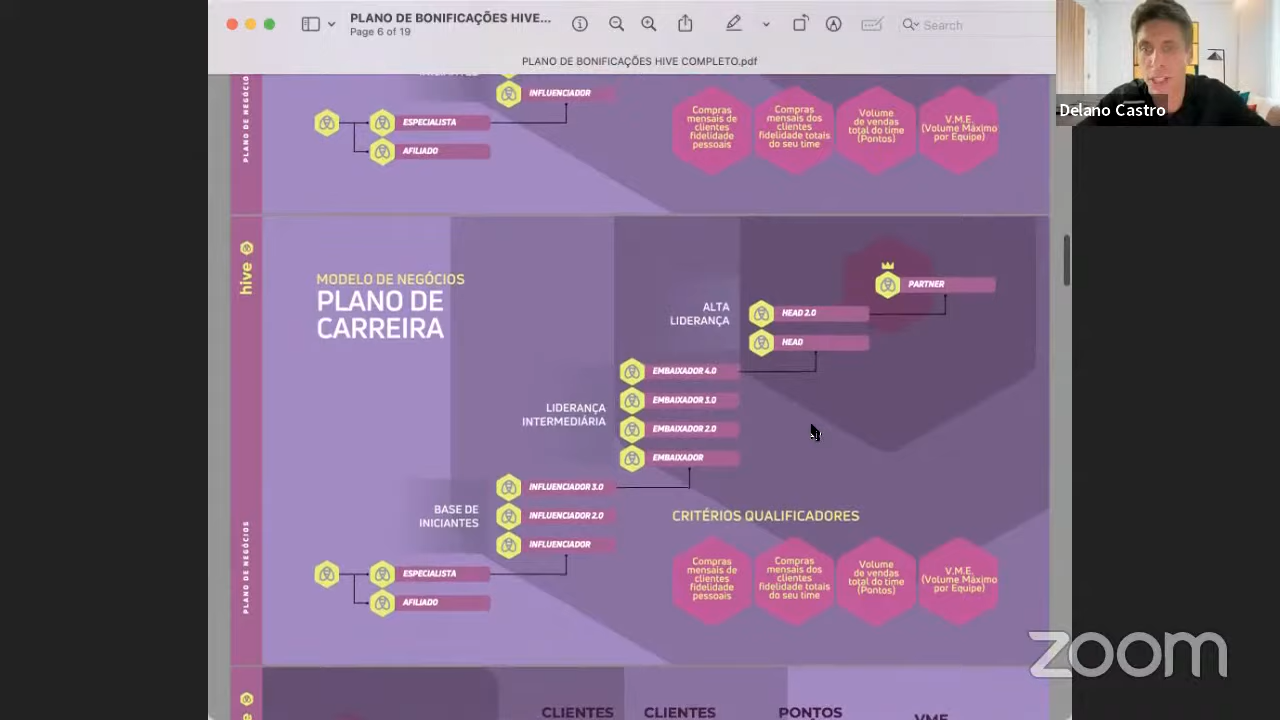 PLANO DE BONIFICAÇÕES HIVE...
Page 6 of 19
Search
PLANO DE BONIFICAÇÕES HIVE COMPLETO.pdf
Delano Castro
PLANO DE NEGÓCIO
INFLUENCIADOR
ESPECIALISTA
AFILIADO
Compras
mensais de
clientes
fidelidade
pessoais
Compras
mensais dos
clientes
fidelidade totais
do seu time
Volume
de vendas
total do time
(Pontos)
V.M.E.
(Volume Máximo
por Equipe)
hive
PLANO DE NEGÓCIOS
MODELO DE NEGÓCIOS
PLANO DE
CARREIRA
PARTNER
ALTA
LIDERANÇA
HEAD 2.0
HEAD
LIDERANÇA
INTERMEDIÁRIA
EMBAIXADOR 4.0
EMBAIXADOR 3.0
EMBAIXADOR 2.0
EMBAIXADOR
BASE DE
INICIANTES
INFLUENCIADOR 3.0
INFLUENCIADOR 2.0
INFLUENCIADOR
ESPECIALISTA
AFILIADO
CRITÉRIOS QUALIFICADORES
Compras
mensais de
clientes
fidelidade
pessoais
Compras
mensais dos
clientes
fidelidade totais
do seu time
Volume
de vendas
total do time
(Pontos)
V.M.E.
(Volume Máximo
por Equipe)
zoom
CLIENTES
CLIENTES
PONTOS
VME